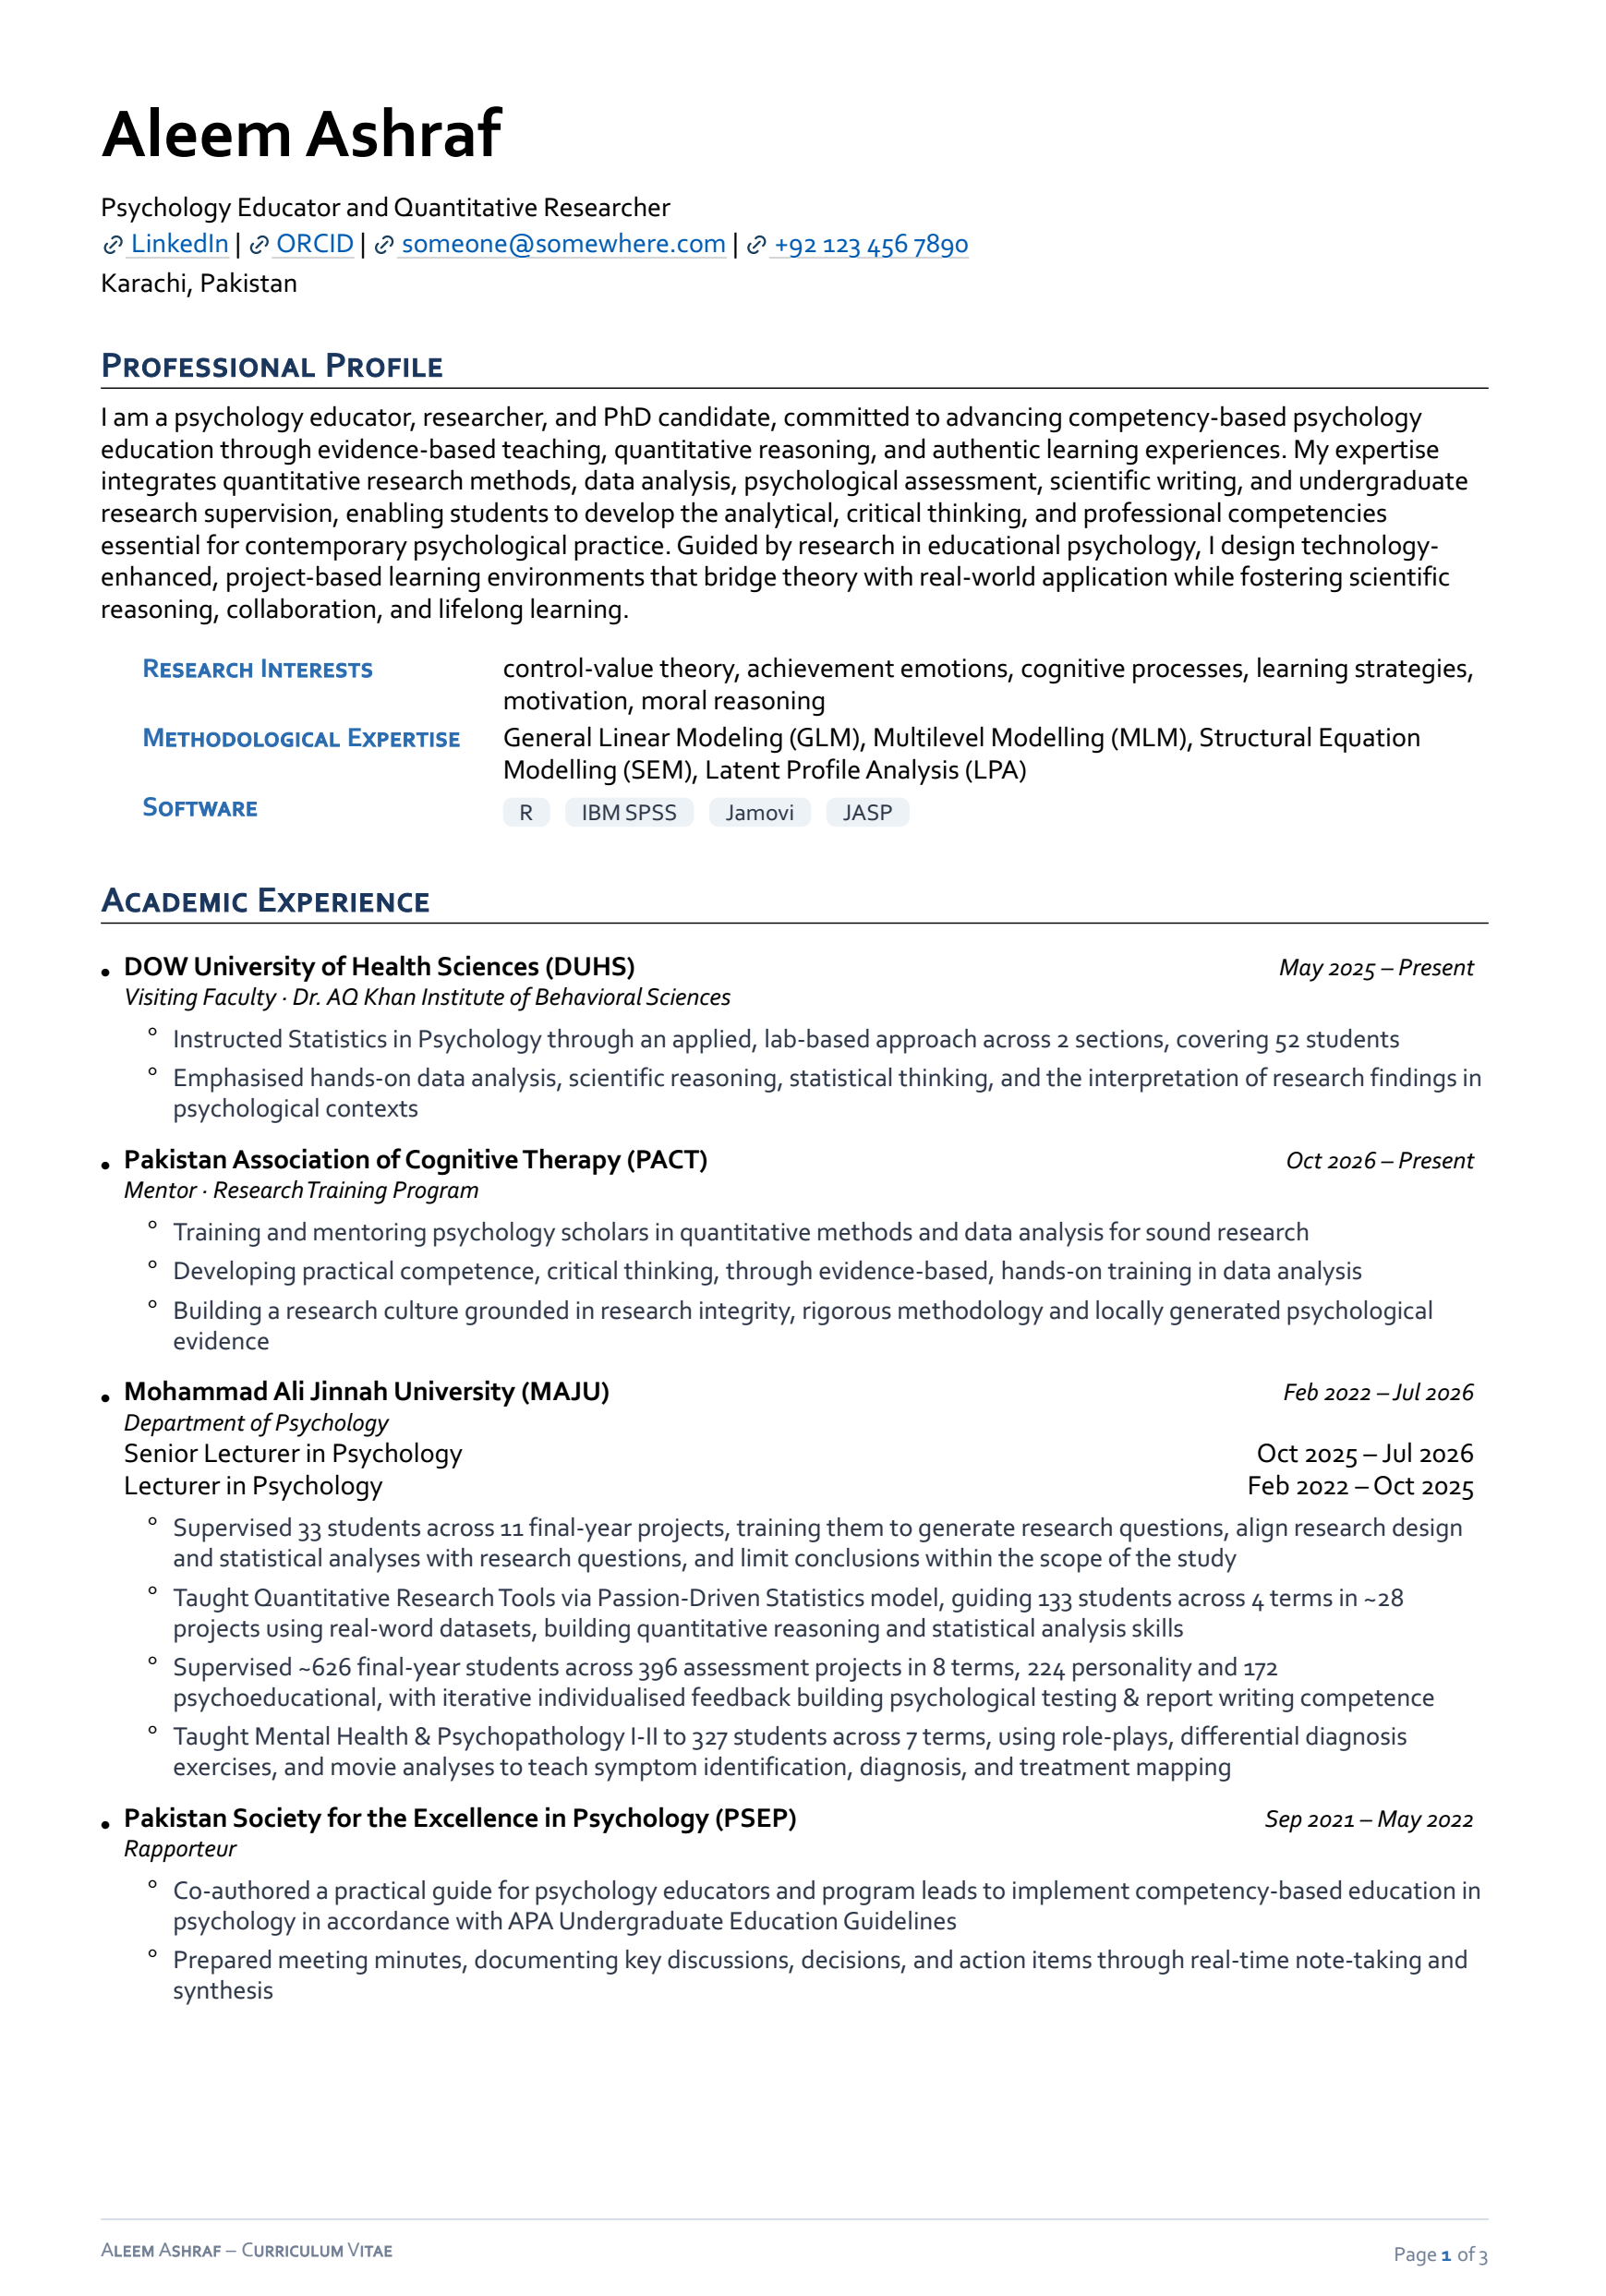 Aleem Ashraf
Psychology Educator and Quantitative Researcher
LinkedIn | ORCID | someone@somewhere.com | +92 123 456 7890
Karachi, Pakistan
Professional Profile
I am a psychology educator, researcher, and PhD candidate, committed to advancing competency-based psychology
education through evidence-based teaching, quantitative reasoning, and authentic learning experiences. My expertise
integrates quantitative research methods, data analysis, psychological assessment, scientific writing, and undergraduate
research supervision, enabling students to develop the analytical, critical thinking, and professional competencies
essential for contemporary psychological practice. Guided by research in educational psychology, I design technology-
enhanced, project-based learning environments that bridge theory with real-world application while fostering scientific
reasoning, collaboration, and lifelong learning.
Research Interests control-value theory, achievement emotions, cognitive processes, learning strategies,
motivation, moral reasoning
Methodological Expertise General Linear Modeling (GLM), Multilevel Modelling (MLM), Structural Equation
Modelling (SEM), Latent Profile Analysis (LPA)
Software R IBM SPSS Jamovi JASP
Academic Experience
• DOW University of Health Sciences (DUHS) May 2025 – Present
Visiting Faculty · Dr. AQ Khan Institute of Behavioral Sciences
° Instructed Statistics in Psychology through an applied, lab-based approach across 2 sections, covering 52 students
° Emphasised hands-on data analysis, scientific reasoning, statistical thinking, and the interpretation of research findings in
psychological contexts
• Pakistan Association of Cognitive Therapy (PACT) Oct 2026 – Present
Mentor · Research Training Program
° Training and mentoring psychology scholars in quantitative methods and data analysis for sound research
° Developing practical competence, critical thinking, through evidence-based, hands-on training in data analysis
° Building a research culture grounded in research integrity, rigorous methodology and locally generated psychological
evidence
• Mohammad Ali Jinnah University (MAJU) Feb 2022 – Jul 2026
Department of Psychology
Senior Lecturer in Psychology Oct 2025 – Jul 2026
Lecturer in Psychology Feb 2022 – Oct 2025
° Supervised 33 students across 11 final-year projects, training them to generate research questions, align research design
and statistical analyses with research questions, and limit conclusions within the scope of the study
° Taught Quantitative Research Tools via Passion-Driven Statistics model, guiding 133 students across 4 terms in ~28
projects using real-word datasets, building quantitative reasoning and statistical analysis skills
° Supervised ~626 final-year students across 396 assessment projects in 8 terms, 224 personality and 172
psychoeducational, with iterative individualised feedback building psychological testing & report writing competence
° Taught Mental Health & Psychopathology I-II to 327 students across 7 terms, using role-plays, differential diagnosis
exercises, and movie analyses to teach symptom identification, diagnosis, and treatment mapping
• Pakistan Society for the Excellence in Psychology (PSEP) Sep 2021 – May 2022
Rapporteur
° Co-authored a practical guide for psychology educators and program leads to implement competency-based education in
psychology in accordance with APA Undergraduate Education Guidelines
° Prepared meeting minutes, documenting key discussions, decisions, and action items through real-time note-taking and
synthesis
Aleem Ashraf – Curriculum Vitae Page 1 of 3